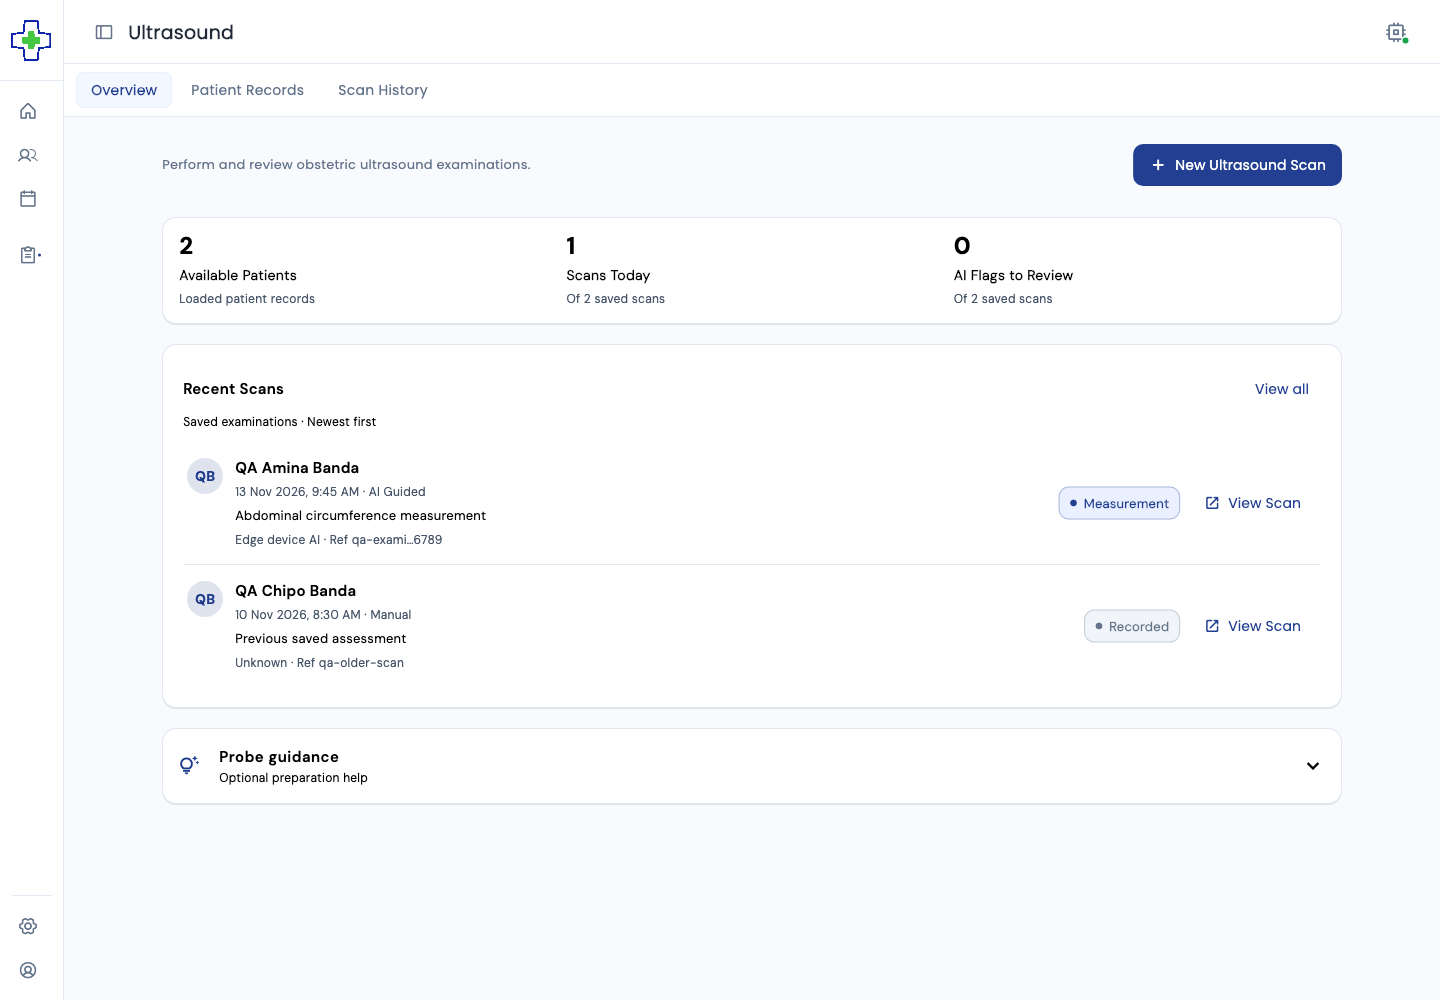 Ultrasound
Overview
Patient Records
Scan History
Perform and review obstetric ultrasound examinations.
New Ultrasound Scan
2
Available Patients
Loaded patient records
1
Scans Today
Of 2 saved scans
0
AI Flags to Review
Of 2 saved scans
Recent Scans
View all
Saved examinations · Newest first
QB
QA Amina Banda
13 Nov 2026, 9:45 AM · AI Guided
Abdominal circumference measurement
Edge device AI · Ref qa-exami…6789
Measurement
View Scan
QB
QA Chipo Banda
10 Nov 2026, 8:30 AM · Manual
Previous saved assessment
Unknown · Ref qa-older-scan
Recorded
View Scan
Probe guidance
Optional preparation help